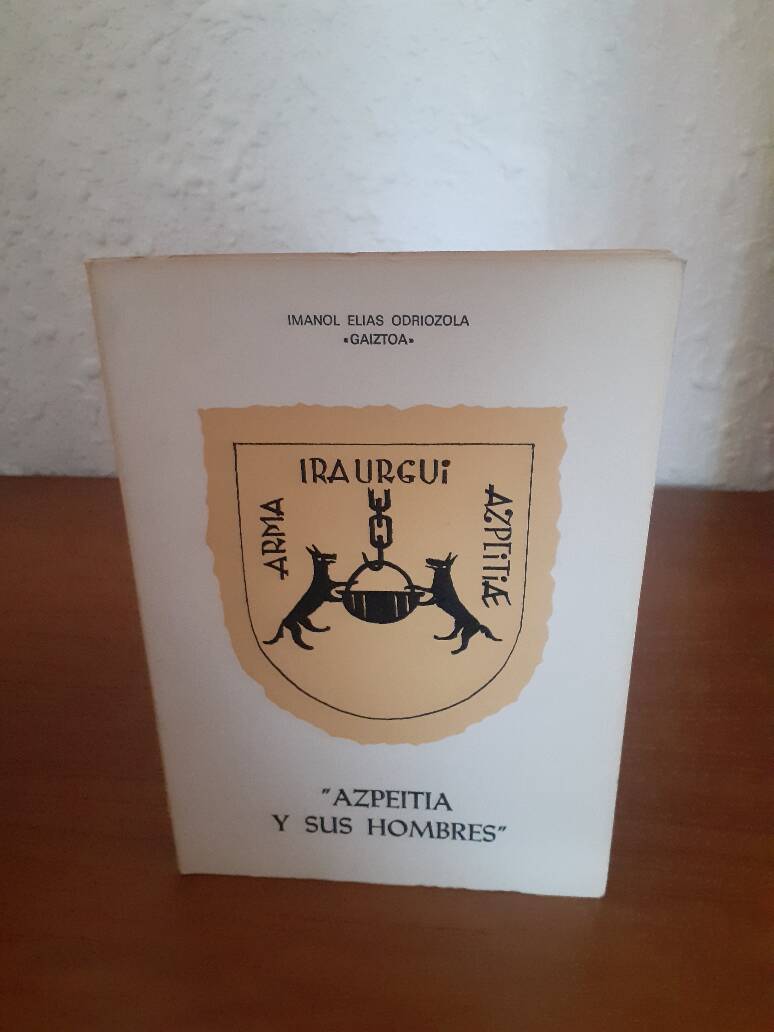 IMANOL ELIAS ODRIOZOLA
«GAIZTOA»
IRAURGUi
ARMA
AZPEiTiÆ
"AZPEITIA
Y SUS HOMBRES"